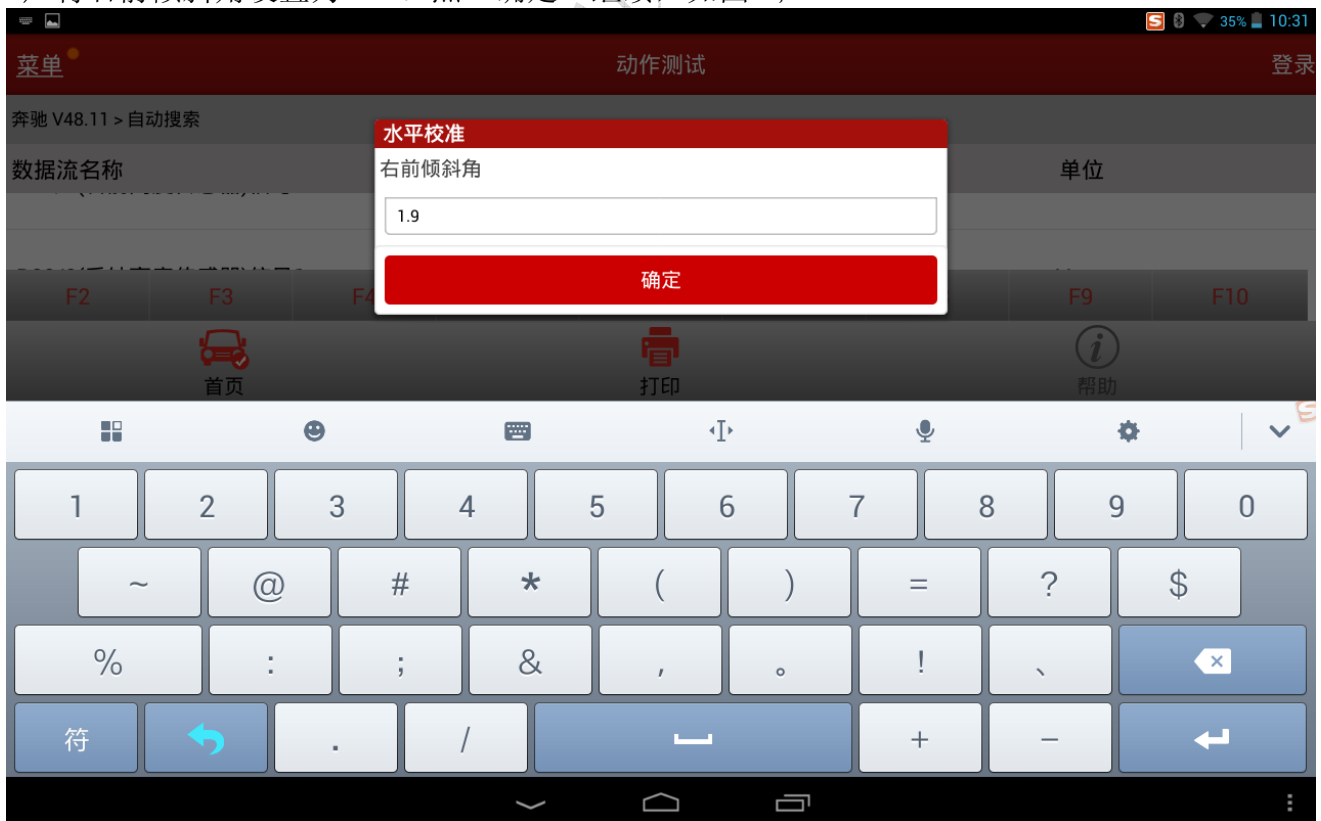 35% 10:31
菜单 动作测试 登录
奔驰 V48.11 > 自动搜索
数据流名称 单位
水平校准
右前倾斜角
1.9
确定
F2 F3 F4 F9 F10
首页 打印 帮助
1 2 3 4 5 6 7 8 9 0
~ @ # * ( ) = ? $
% : ; & , 。 ! 、
符 . / + －